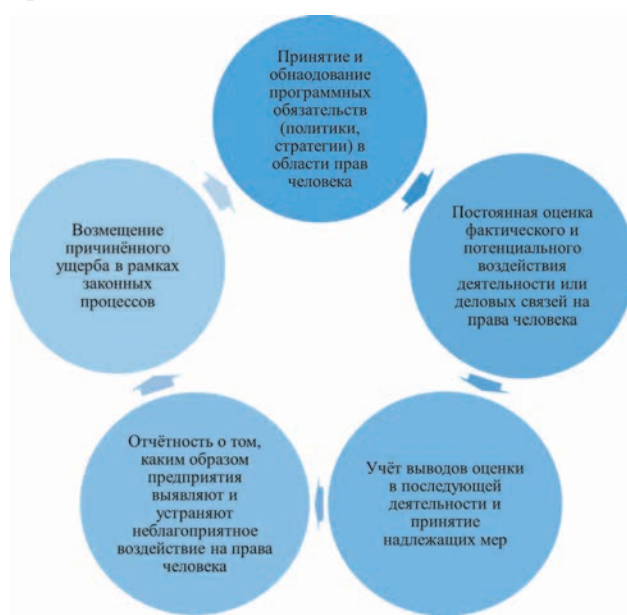 Принятие и
обнаодование
программных
обязательств
(политики,
стратегии) в
области прав
человека
Постоянная оценка
фактического и
потенциального
воздействия
деятельности или
деловых связей на
права человека
Учёт выводов оценки
в последующей
деятельности и
принятие
надлежащих мер
Отчётность о том,
каким образом
предприятия
выявляют и
устраняют
неблагоприятное
воздействие на права
человека
Возмещение
причинённого
ущерба в рамках
законных
процессов